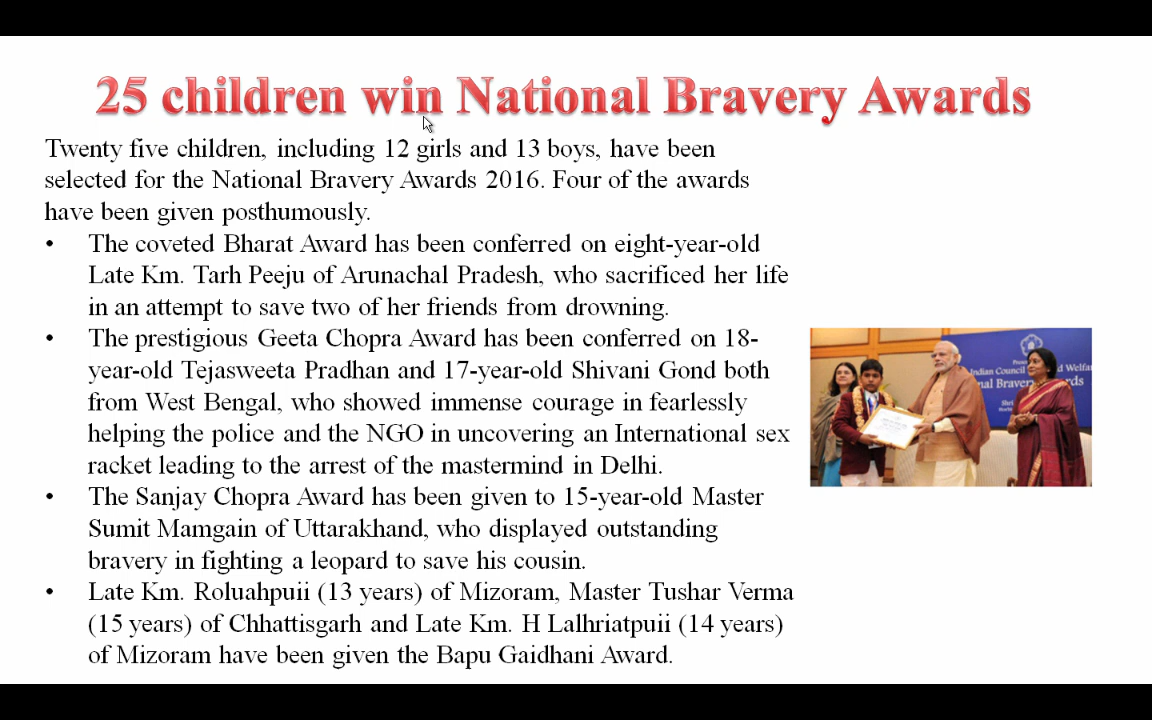 25 children win National Bravery Awards
Twenty five children, including 12 girls and 13 boys, have been
selected for the National Bravery Awards 2016. Four of the awards
have been given posthumously.
• The coveted Bharat Award has been conferred on eight-year-old
Late Km. Tarh Peeju of Arunachal Pradesh, who sacrificed her life
in an attempt to save two of her friends from drowning.
• The prestigious Geeta Chopra Award has been conferred on 18-
year-old Tejasweeta Pradhan and 17-year-old Shivani Gond both
from West Bengal, who showed immense courage in fearlessly
helping the police and the NGO in uncovering an International sex
racket leading to the arrest of the mastermind in Delhi.
• The Sanjay Chopra Award has been given to 15-year-old Master
Sumit Mamgain of Uttarakhand, who displayed outstanding
bravery in fighting a leopard to save his cousin.
• Late Km. Roluahpuii (13 years) of Mizoram, Master Tushar Verma
(15 years) of Chhattisgarh and Late Km. H Lalhriatpuii (14 years)
of Mizoram have been given the Bapu Gaidhani Award.
Indian Council Welfa
nal Bravery Awards
Shri